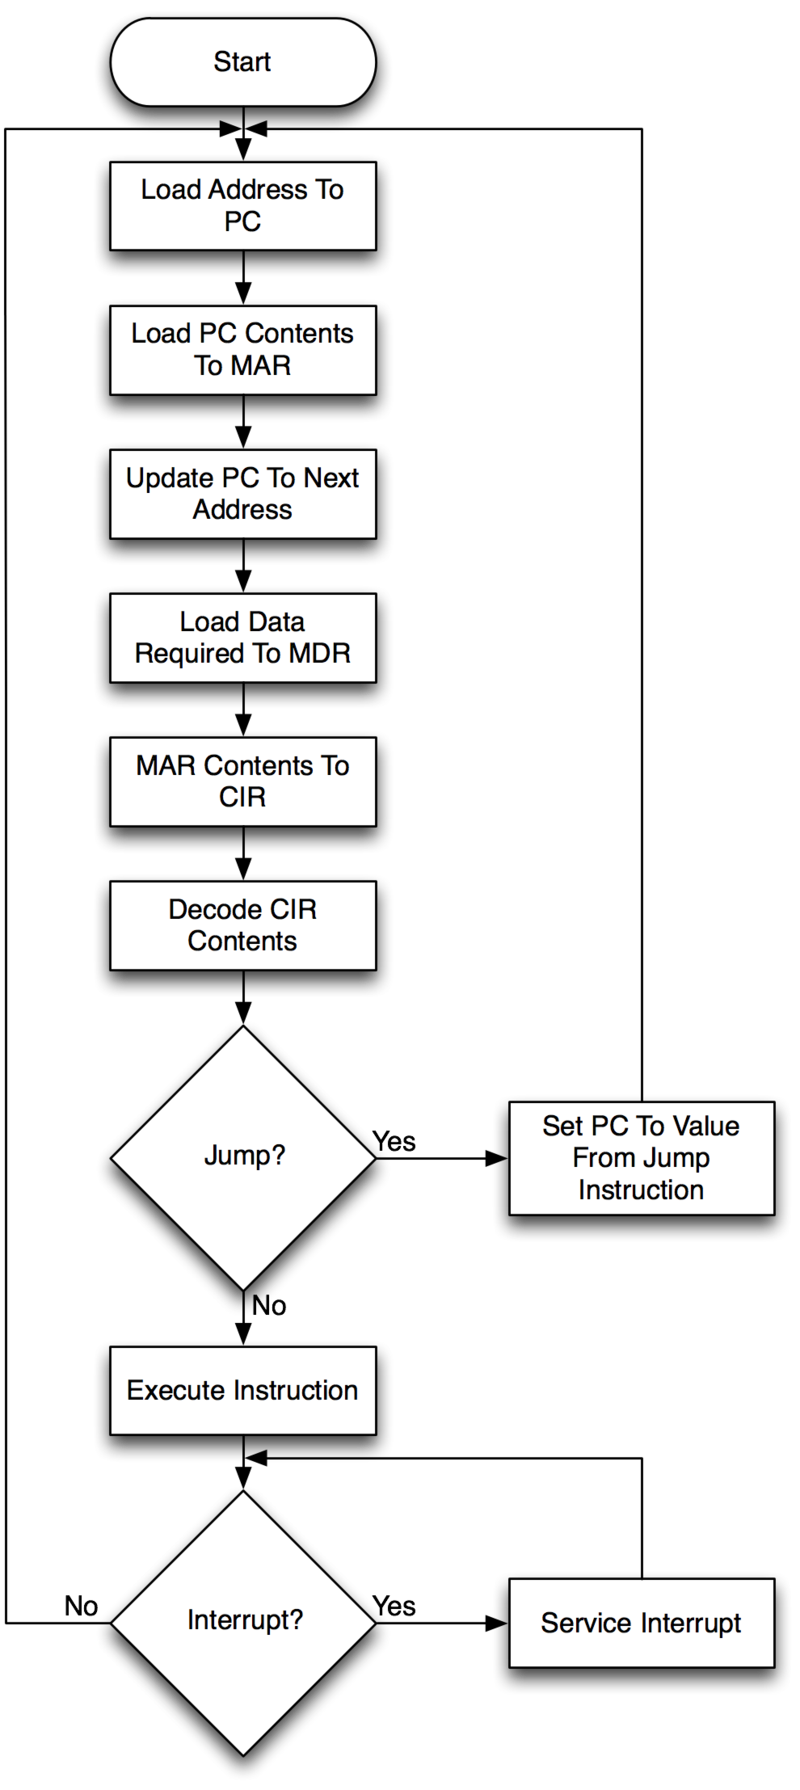 Start
Load Address To
PC
Load PC Contents
To MAR
Update PC To Next
Address
Load Data
Required To MDR
MAR Contents To
CIR
Decode CIR
Contents
Jump?
Yes
Set PC To Value
From Jump
Instruction
No
Execute Instruction
No
Interrupt?
Yes
Service Interrupt